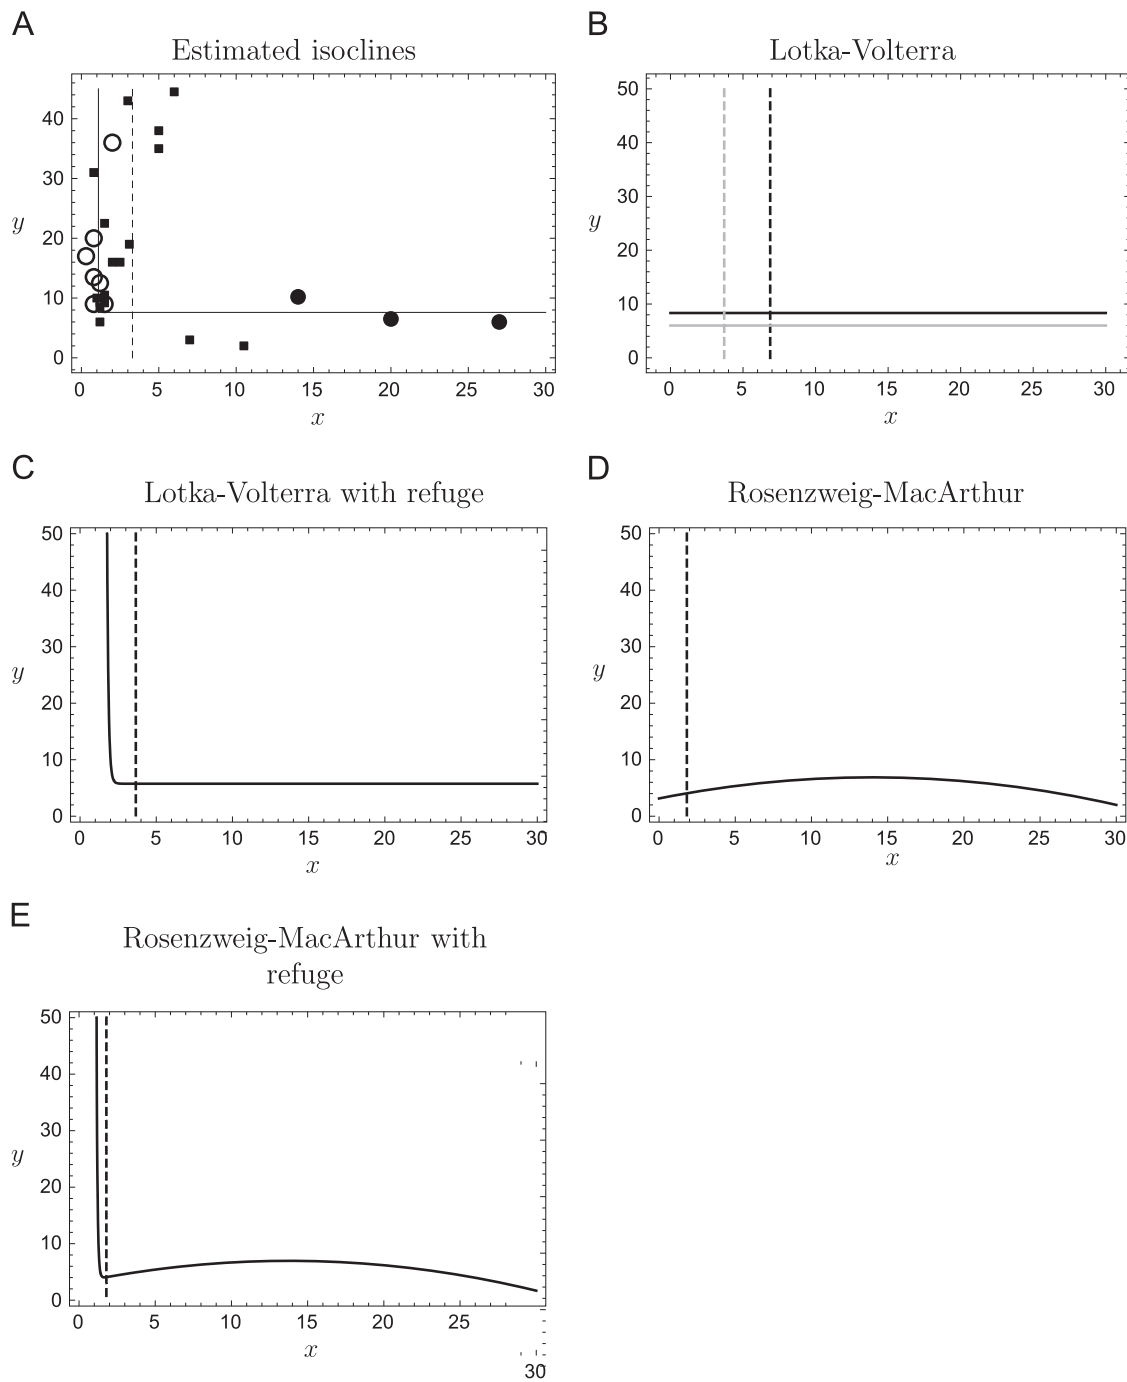 A
Estimated isoclines
40
30
20
10
0
y
0 5 10 15 20 25 30
x
B
Lotka-Volterra
50
40
30
20
10
0
y
0 5 10 15 20 25 30
x
C
Lotka-Volterra with refuge
50
40
30
20
10
0
y
0 5 10 15 20 25 30
x
D
Rosenzweig-MacArthur
50
40
30
20
10
0
y
0 5 10 15 20 25 30
x
E
Rosenzweig-MacArthur with
refuge
50
40
30
20
10
0
y
0 5 10 15 20 25
30
x